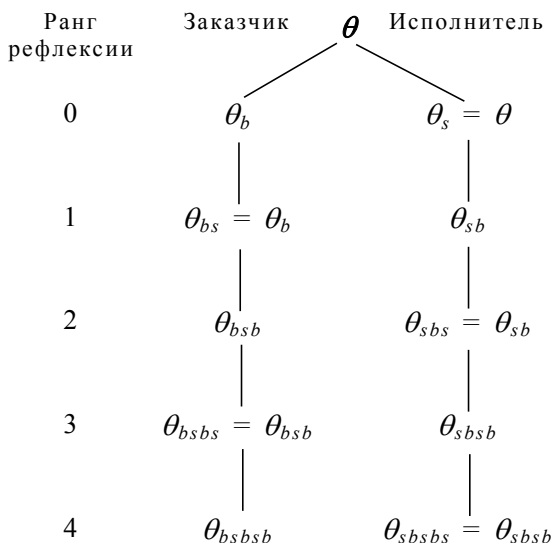 Ранг рефлексии Заказчик θ Исполнитель
0 θ_b θ_s = θ
1 θ_bs = θ_b θ_sb
2 θ_bsb θ_sbs = θ_sb
3 θ_bsbs = θ_bsb θ_sbsb
4 θ_bsbsb θ_sbsbs = θ_sbsb